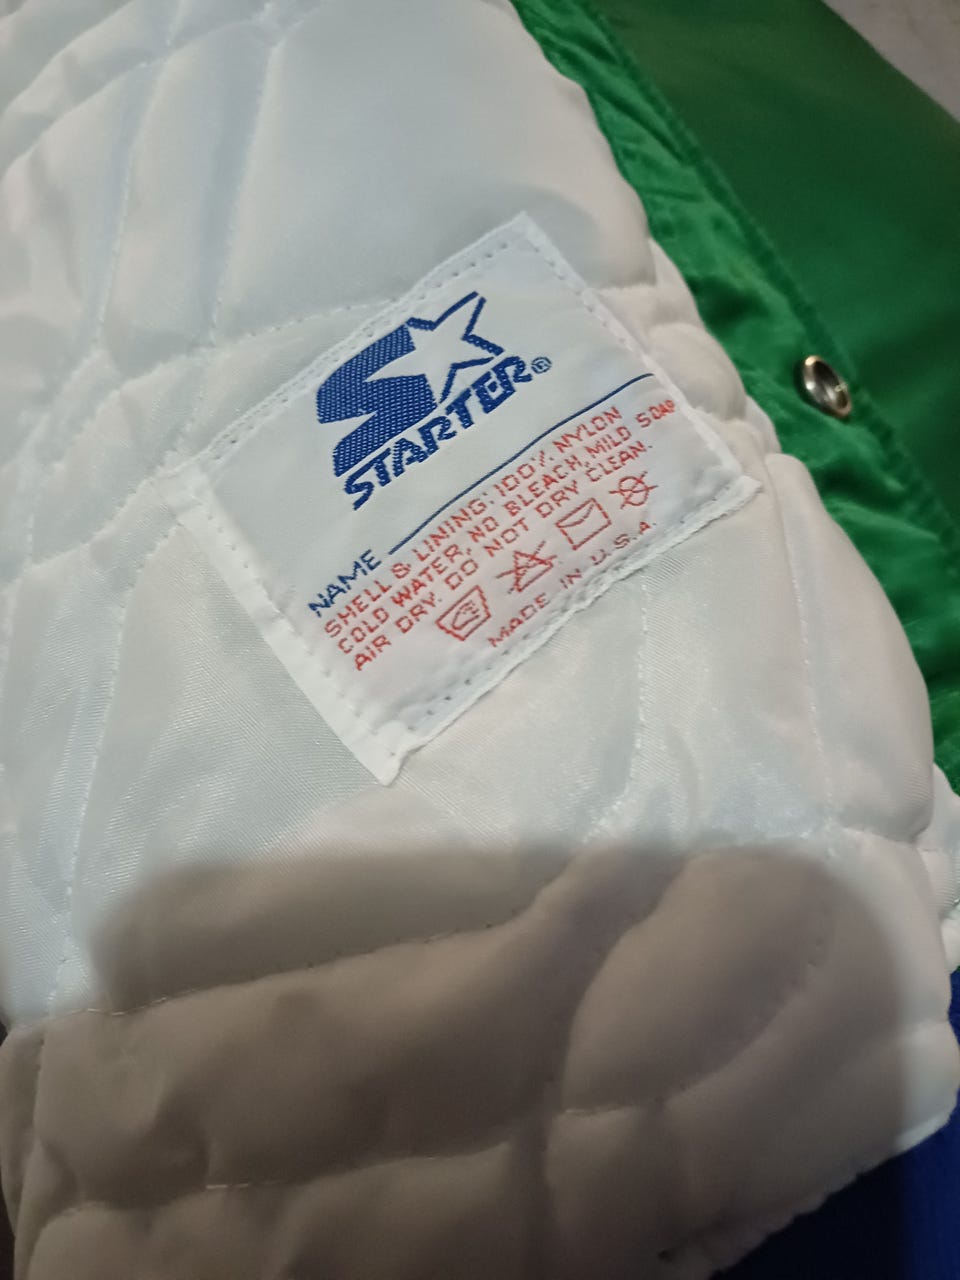 STARTER®
NAME
SHELL & LINING: 100% NYLON
COLD WATER, NO BLEACH, MILD SOAP
AIR DRY. DO NOT DRY CLEAN.
MADE IN U.S.A.